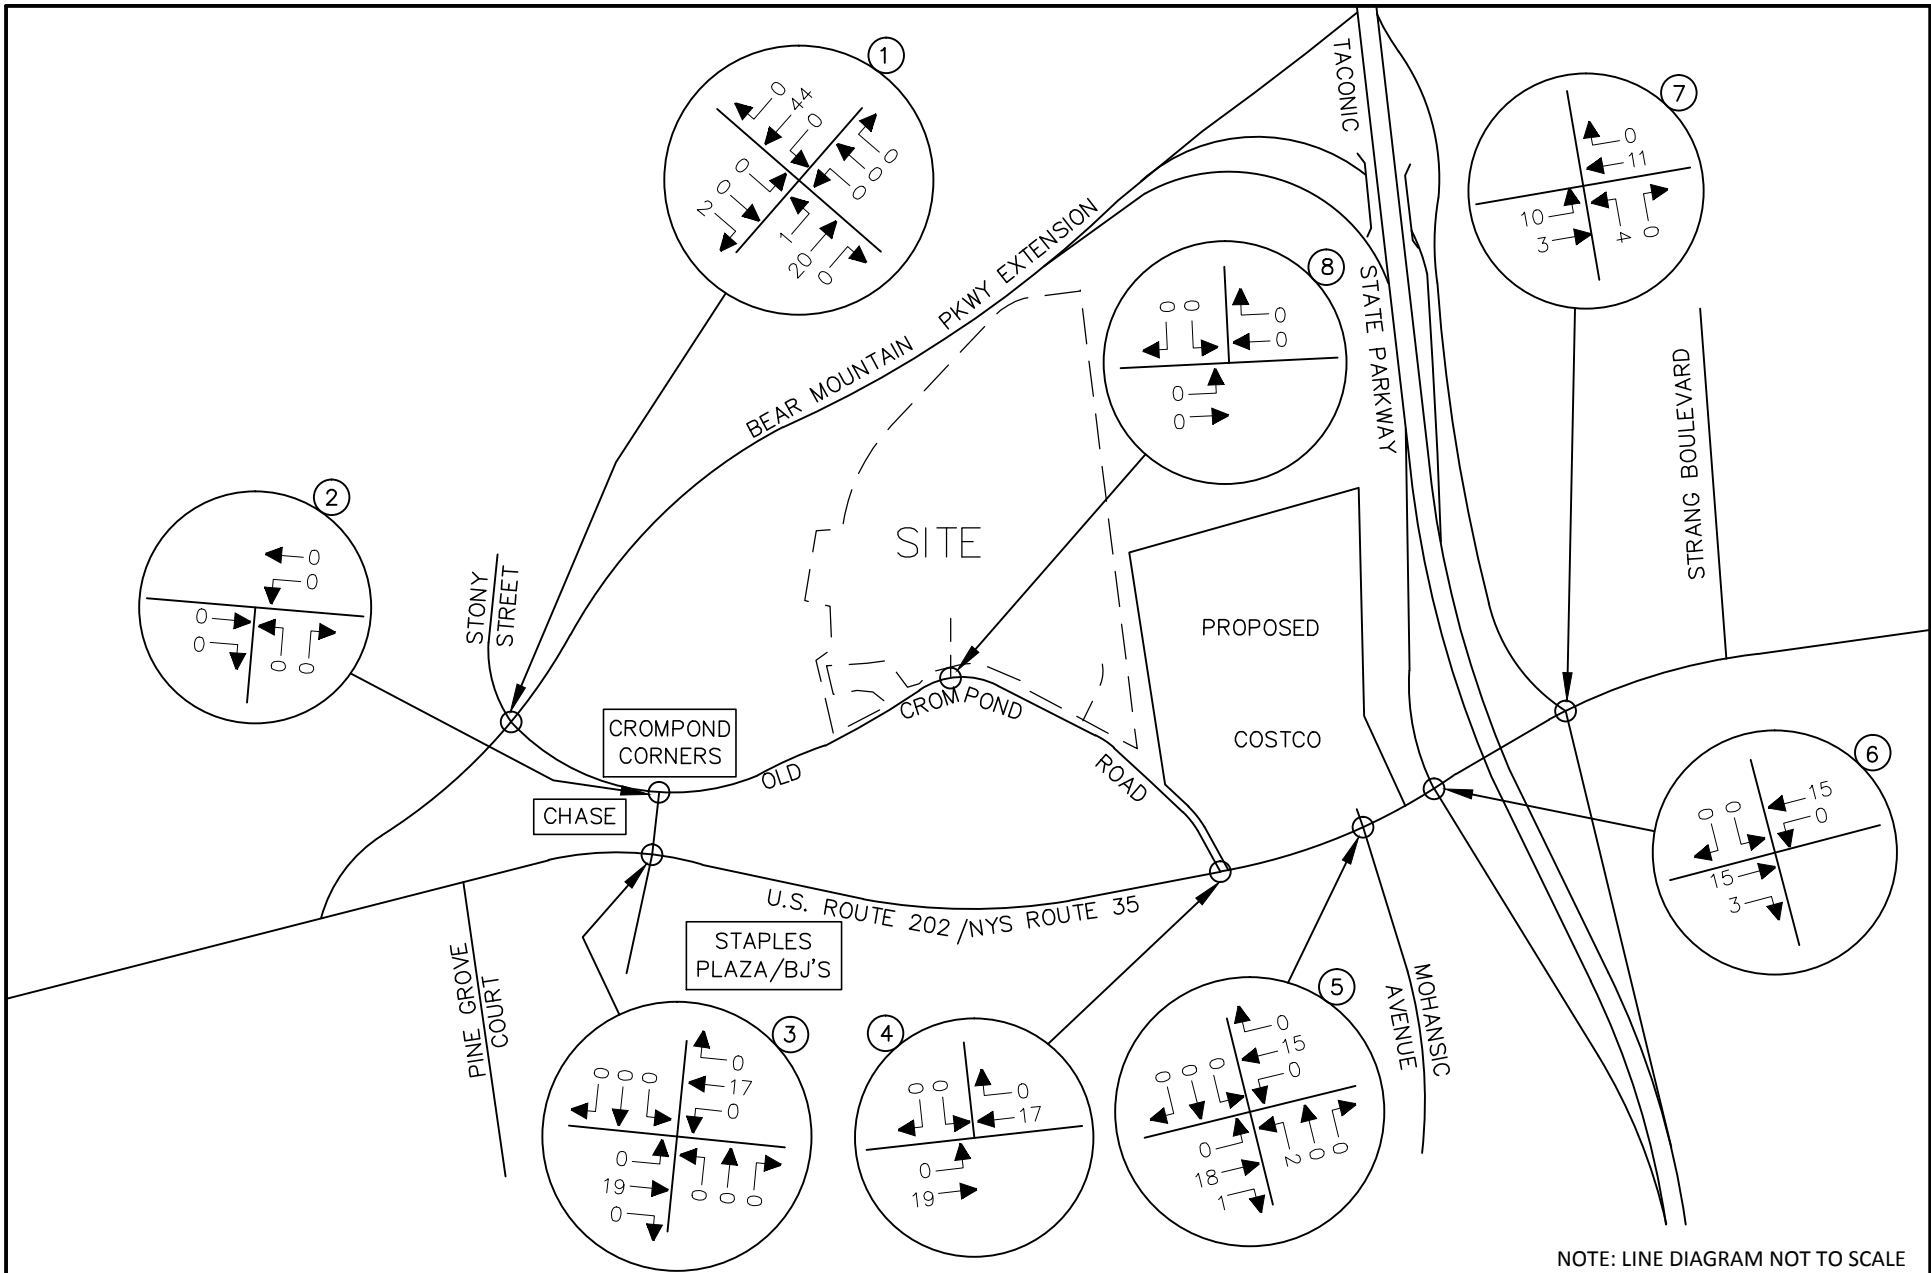 1
0
44
0
0
0
2
0
0
0
1
20
0
TACONIC
STATE PARKWAY
7
0
11
10
3
4
0
BEAR MOUNTAIN PKWY EXTENSION
8
0 0
0
0
0
0
STRANG BOULEVARD
2
0
0
0
0
0 0
STONY
STREET
SITE
PROPOSED
COSTCO
CROMPOND
CORNERS
CHASE
OLD
CROMPOND
ROAD
6
0 0
15
0
15
3
U.S. ROUTE 202/NYS ROUTE 35
STAPLES
PLAZA/BJ'S
PINE GROVE
COURT
MOHANSIC
AVENUE
3
0 0 0
0
17
0
0
19
0
0 0 0
4
0 0
0
17
0
19
5
0 0 0
0
15
0
0
18
1
2 0 0
NOTE: LINE DIAGRAM NOT TO SCALE